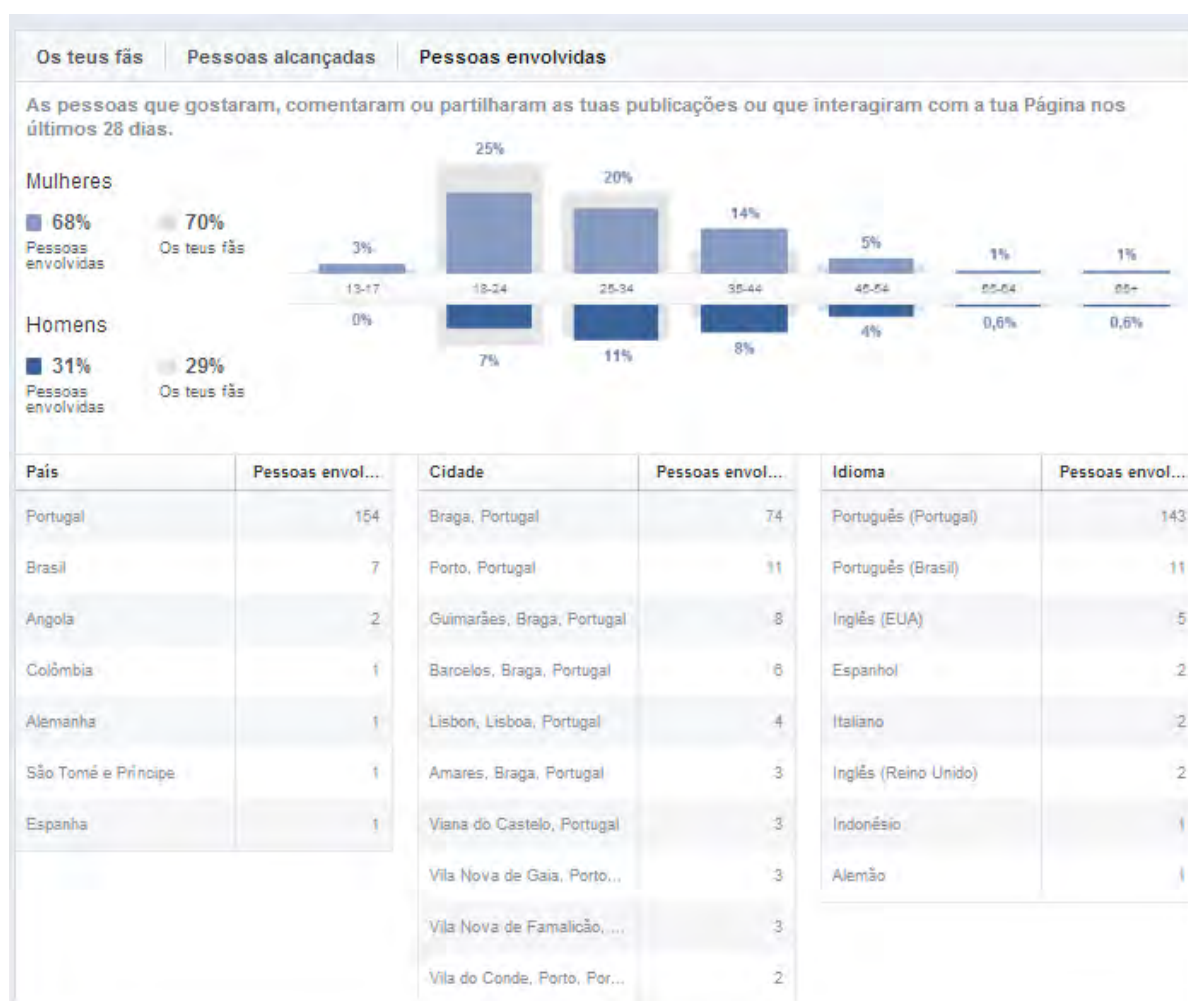 Os teus fãs Pessoas alcançadas Pessoas envolvidas
As pessoas que gostaram, comentaram ou partilharam as tuas publicações ou que interagiram com a tua Página nos
últimos 28 dias.
Mulheres
68% 70%
Pessoas envolvidas Os teus fãs
3% 25% 20% 14% 5% 1% 1%
13-17 18-24 25-34 35-44 45-54 55-64 65+
0% 7% 11% 8% 4% 0,6% 0,6%
Homens
31% 29%
Pessoas envolvidas Os teus fãs
País Pessoas envol... Cidade Pessoas envol... Idioma Pessoas envol...
Portugal 154 Braga, Portugal 74 Português (Portugal) 143
Brasil 7 Porto, Portugal 11 Português (Brasil) 11
Angola 2 Guimarães, Braga, Portugal 8 Inglês (EUA) 5
Colômbia 1 Barcelos, Braga, Portugal 6 Espanhol 2
Alemanha 1 Lisbon, Lisboa, Portugal 4 Italiano 2
São Tomé e Príncipe 1 Amares, Braga, Portugal 3 Inglês (Reino Unido) 2
Espanha 1 Viana do Castelo, Portugal 3 Indonésio 1
Vila Nova de Gaia, Porto... 3 Alemão 1
Vila Nova de Famalicão, ... 3
Vila do Conde, Porto, Por... 2